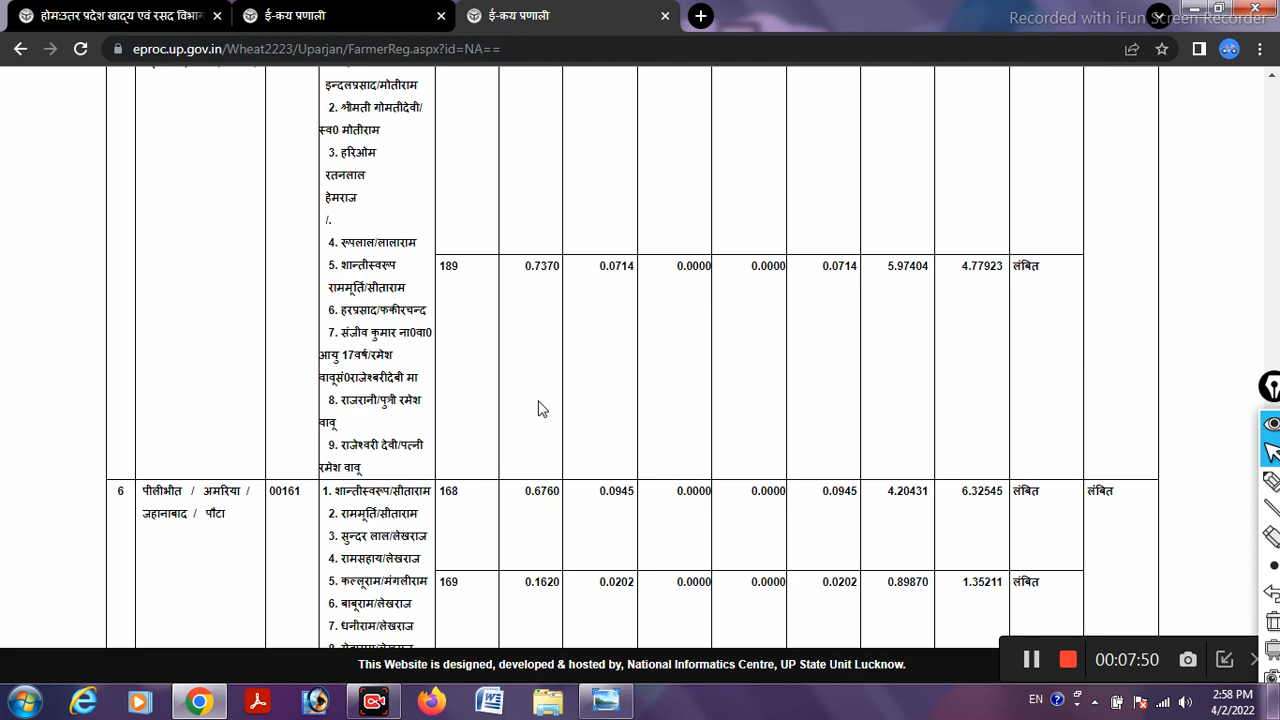 होम:उत्तर प्रदेश खाद्य एवं रसद विभाग
ई-क्रय प्रणाली
ई-क्रय प्रणाली
Recorded with iFun Screen Recorder
eproc.up.gov.in/Wheat2223/Uparjan/FarmerReg.aspx?id=NA==
इन्दलप्रसाद/मोतीराम
2. श्रीमती गोमतीदेवी/
स्व0 मोतीराम
3. हरिओम
रतनलाल
हेमराज
/.
4. रूपलाल/लालाराम
5. शान्तीस्वरूप 189 0.7370 0.0714 0.0000 0.0000 0.0714 5.97404 4.77923 लंबित
राममूर्ति/सीताराम
6. हरप्रसाद/फकीरचन्द
7. संजीव कुमार ना0वा0
आयु 17वर्ष/रमेश
वावूसं0राजेश्बरीदेबी मा
8. राजरानी/पुत्री रमेश
वावू
9. राजेश्वरी देवी/पत्नी
रमेश वावू
6 पीलीभीत / अमरिया / 00161 1. शान्तीस्वरूप/सीताराम 168 0.6760 0.0945 0.0000 0.0000 0.0945 4.20431 6.32545 लंबित लंबित
जहानाबाद / पौटा 2. राममूर्ति/सीताराम
3. सुन्दर लाल/लेखराज
4. रामसहाय/लेखराज
5. कल्लूराम/मंगलीराम 169 0.1620 0.0202 0.0000 0.0000 0.0202 0.89870 1.35211 लंबित
6. बाबूराम/लेखराज
7. धनीराम/लेखराज
This Website is designed, developed & hosted by, National Informatics Centre, UP State Unit Lucknow.
00:07:50
EN
2:58 PM
4/2/2022